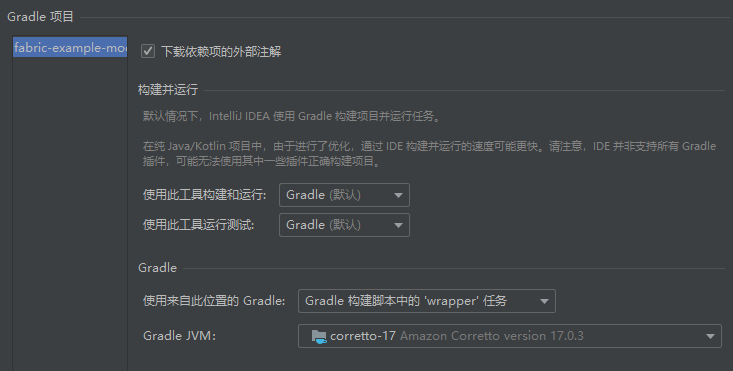 Gradle 项目
fabric-example-mo
下载依赖项的外部注解
构建并运行
默认情况下，IntelliJ IDEA 使用 Gradle 构建项目并运行任务。
在纯 Java/Kotlin 项目中，由于进行了优化，通过 IDE 构建并运行的速度可能更快。请注意，IDE 并非支持所有 Gradle
插件，可能无法使用其中一些插件正确构建项目。
使用此工具构建和运行: Gradle (默认)
使用此工具运行测试: Gradle (默认)
Gradle
使用来自此位置的 Gradle: Gradle 构建脚本中的 'wrapper' 任务
Gradle JVM： corretto-17 Amazon Corretto version 17.0.3